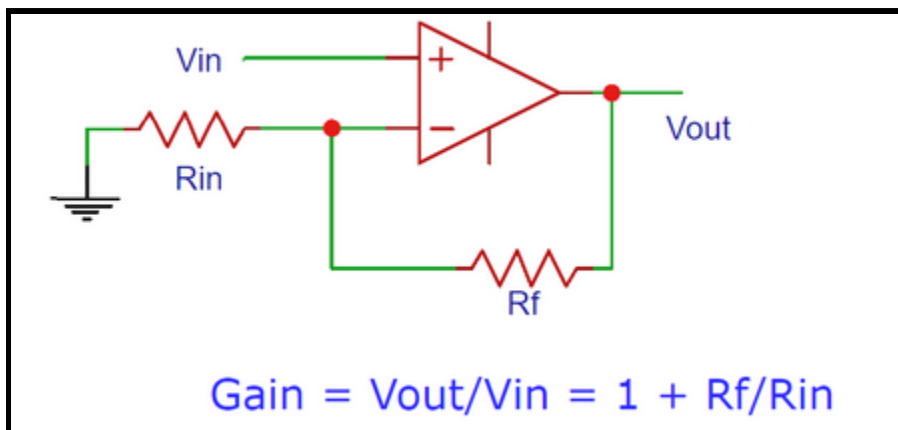 Vin
+
−
Vout
Rin
Rf
Gain = Vout/Vin = 1 + Rf/Rin